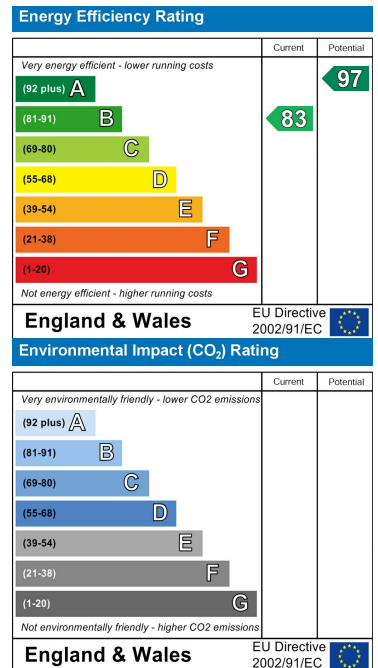 Energy Efficiency Rating
Current Potential
Very energy efficient - lower running costs
(92 plus) A
97
(81-91) B
83
(69-80) C
(55-68) D
(39-54) E
(21-38) F
(1-20) G
Not energy efficient - higher running costs
England & Wales
EU Directive
2002/91/EC
Environmental Impact (CO₂) Rating
Current Potential
Very environmentally friendly - lower CO2 emissions
(92 plus) A
(81-91) B
(69-80) C
(55-68) D
(39-54) E
(21-38) F
(1-20) G
Not environmentally friendly - higher CO2 emissions
England & Wales
EU Directive
2002/91/EC